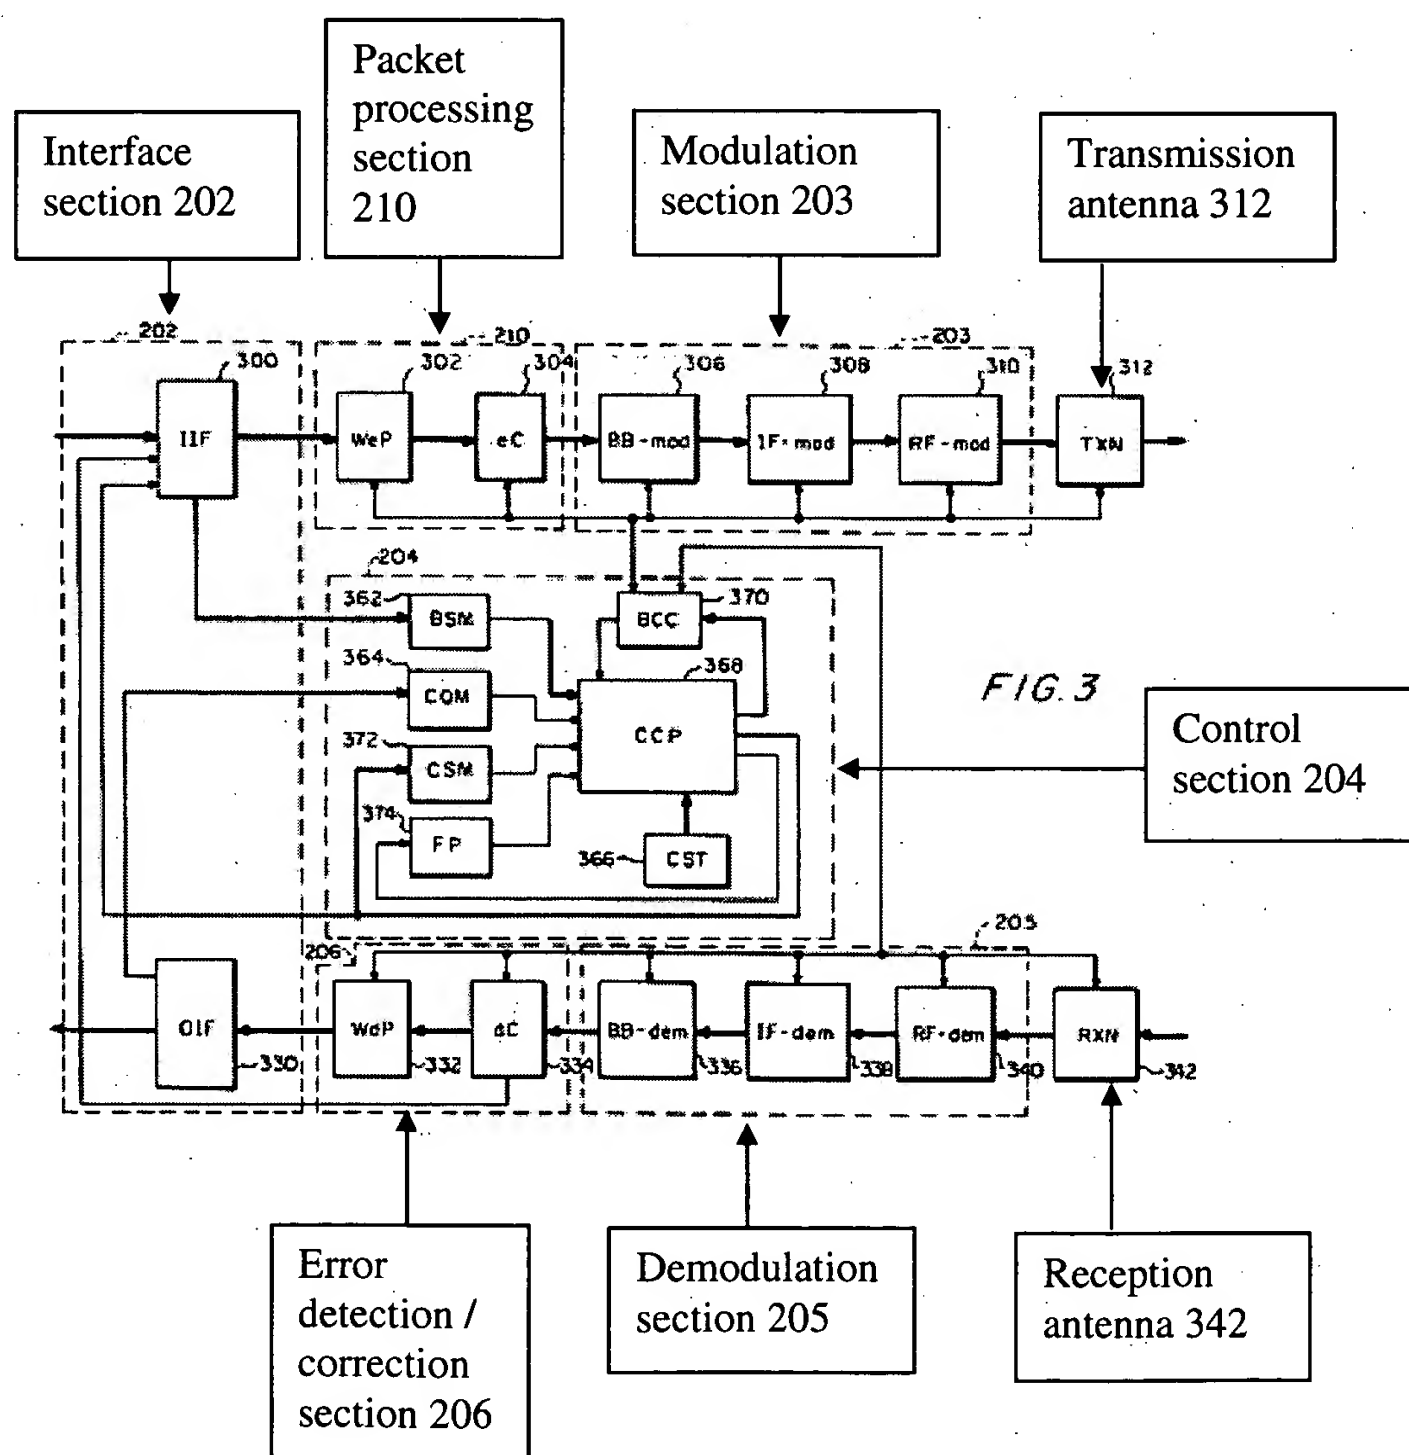 Packet
processing
section
210
Interface
section 202
Modulation
section 203
Transmission
antenna 312
202
210
203
300
302
304
306
308
310
312
IIF
WeP
eC
BB-mod
IF-mod
RF-mod
TXN
204
362
BSM
370
BCC
364
COM
368
CCP
FIG. 3
372
CSM
374
FP
366
CST
Control
section 204
206
205
OIF
330
WdP
332
dC
334
BB-dem
336
IF-dem
338
RF-dem
340
RXN
342
Error
detection /
correction
section 206
Demodulation
section 205
Reception
antenna 342